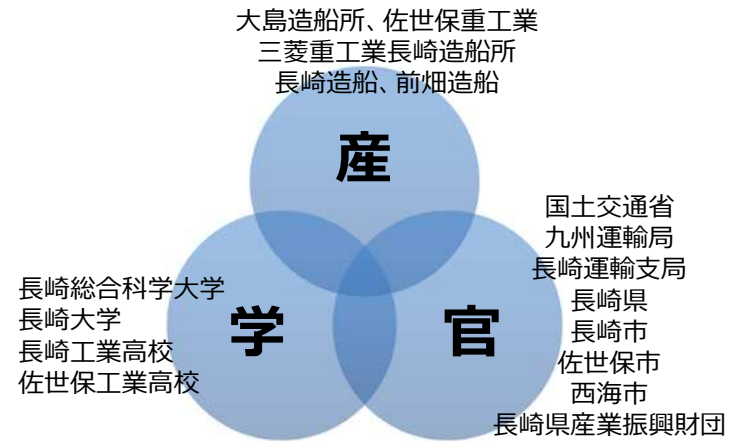 大島造船所、佐世保重工業
三菱重工業長崎造船所
長崎造船、前畑造船
産
国土交通省
九州運輸局
長崎運輸支局
長崎県
長崎市
佐世保市
西海市
長崎県産業振興財団
官
長崎総合科学大学
長崎大学
長崎工業高校
佐世保工業高校
学